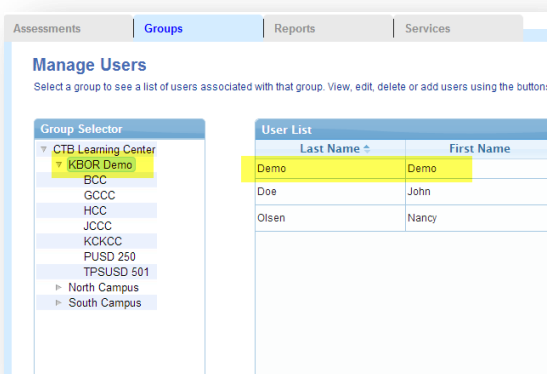 Assessments Groups Reports Services
Manage Users
Select a group to see a list of users associated with that group. View, edit, delete or add users using the buttons
Group Selector
CTB Learning Center
KBOR Demo
BCC
GCCC
HCC
JCCC
KCKCC
PUSD 250
TPSUSD 501
North Campus
South Campus
User List
Last Name First Name
Demo Demo
Doe John
Olsen Nancy